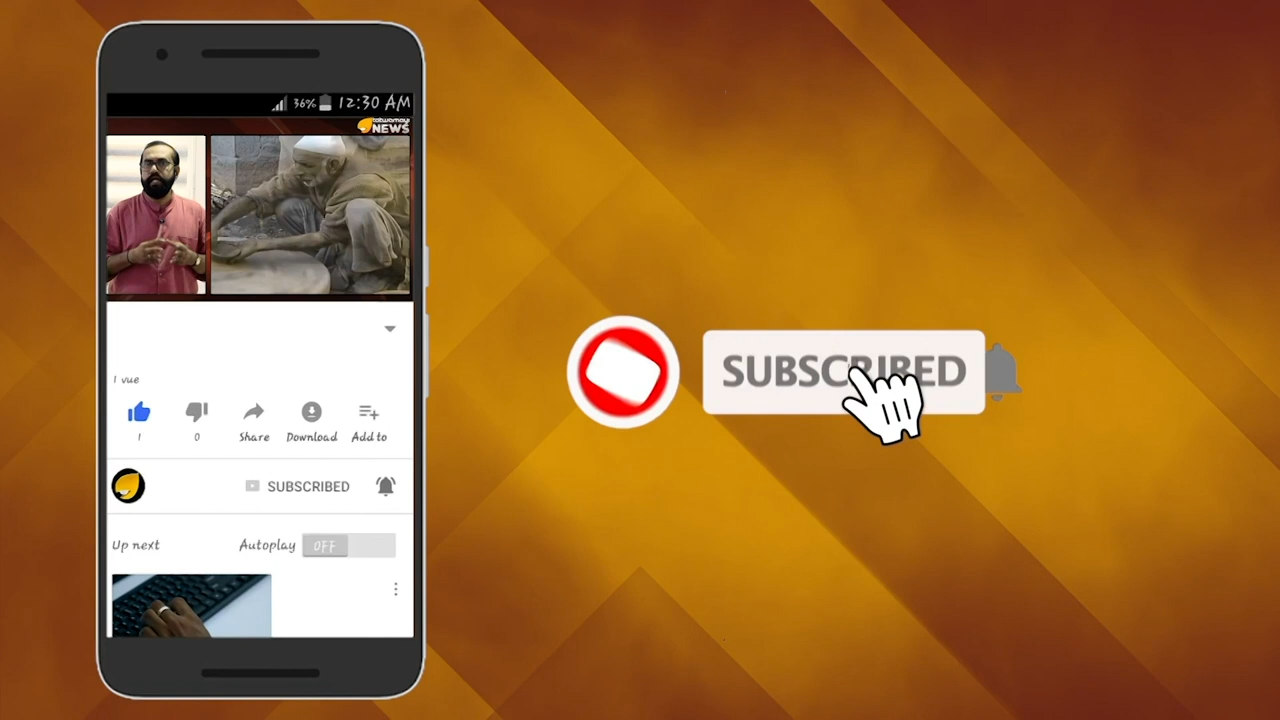 36% 12:30 AM
tatwamayi
NEWS
1 vue
1
0
Share
Download
Add to
SUBSCRIBED
Up next
Autoplay
OFF
SUBSCRIBED